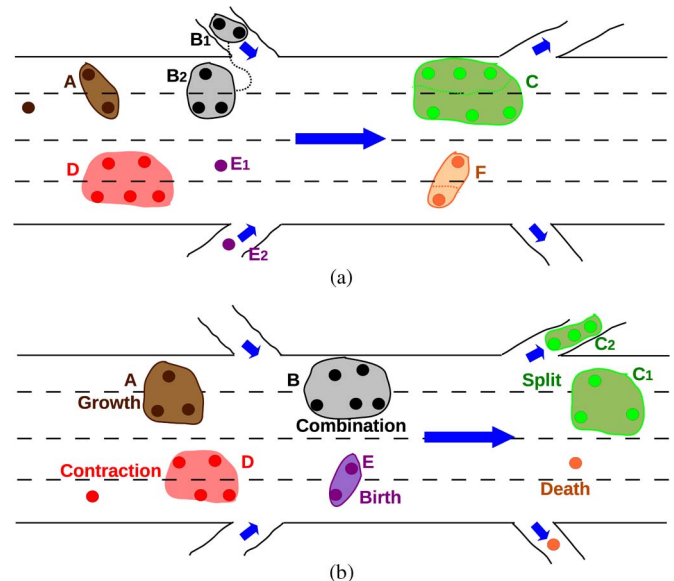 B1
A
B2
C
D
E1
F
E2
(a)
A
Growth
B
Combination
C2
Split
C1
Contraction
D
E
Birth
Death
(b)